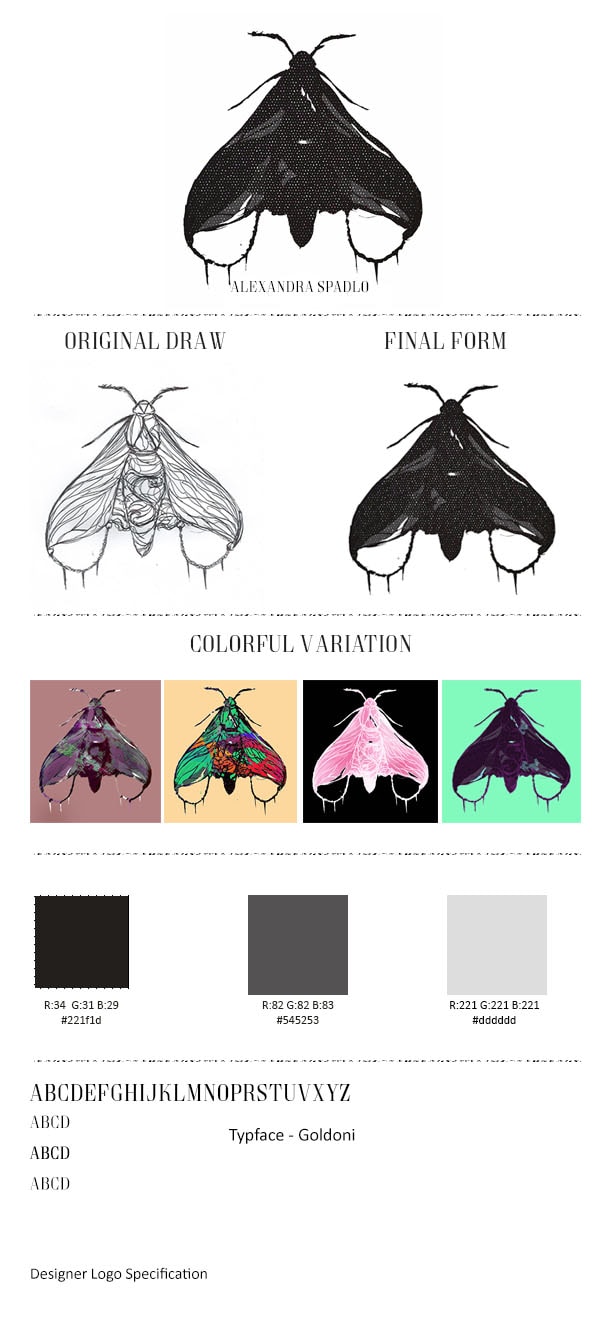 ALEXANDRA SPADLO
ORIGINAL DRAW
FINAL FORM
COLORFUL VARIATION
R:34 G:31 B:29
#221f1d
R:82 G:82 B:83
#545253
R:221 G:221 B:221
#dddddd
ABCDEFGHIJKLMNOPRSTUVXYZ
ABCD
Typface - Goldoni
ABCD
ABCD
Designer Logo Specification